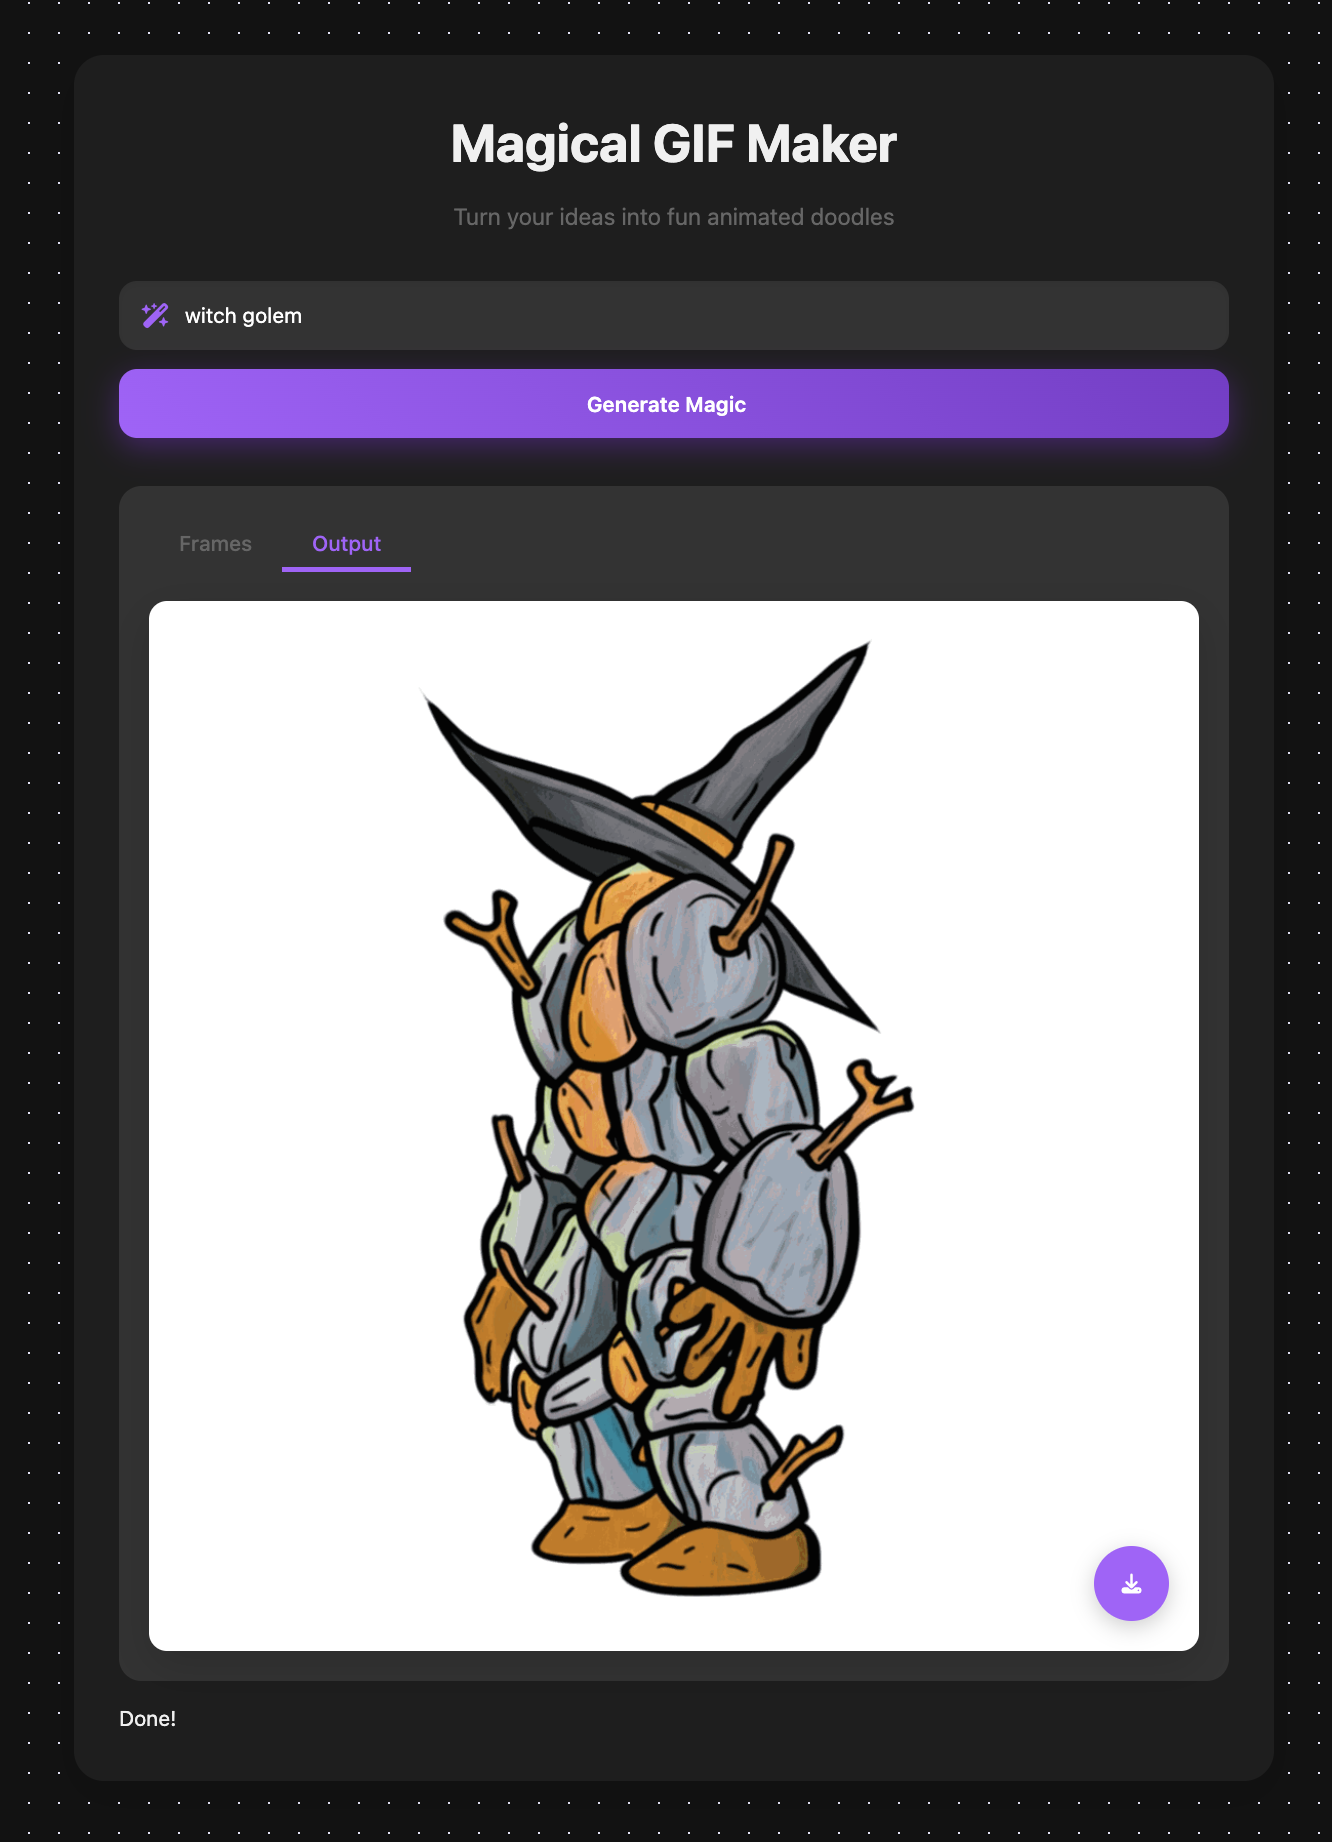 Magical GIF Maker
Turn your ideas into fun animated doodles
witch golem
Generate Magic
Frames
Output
Done!